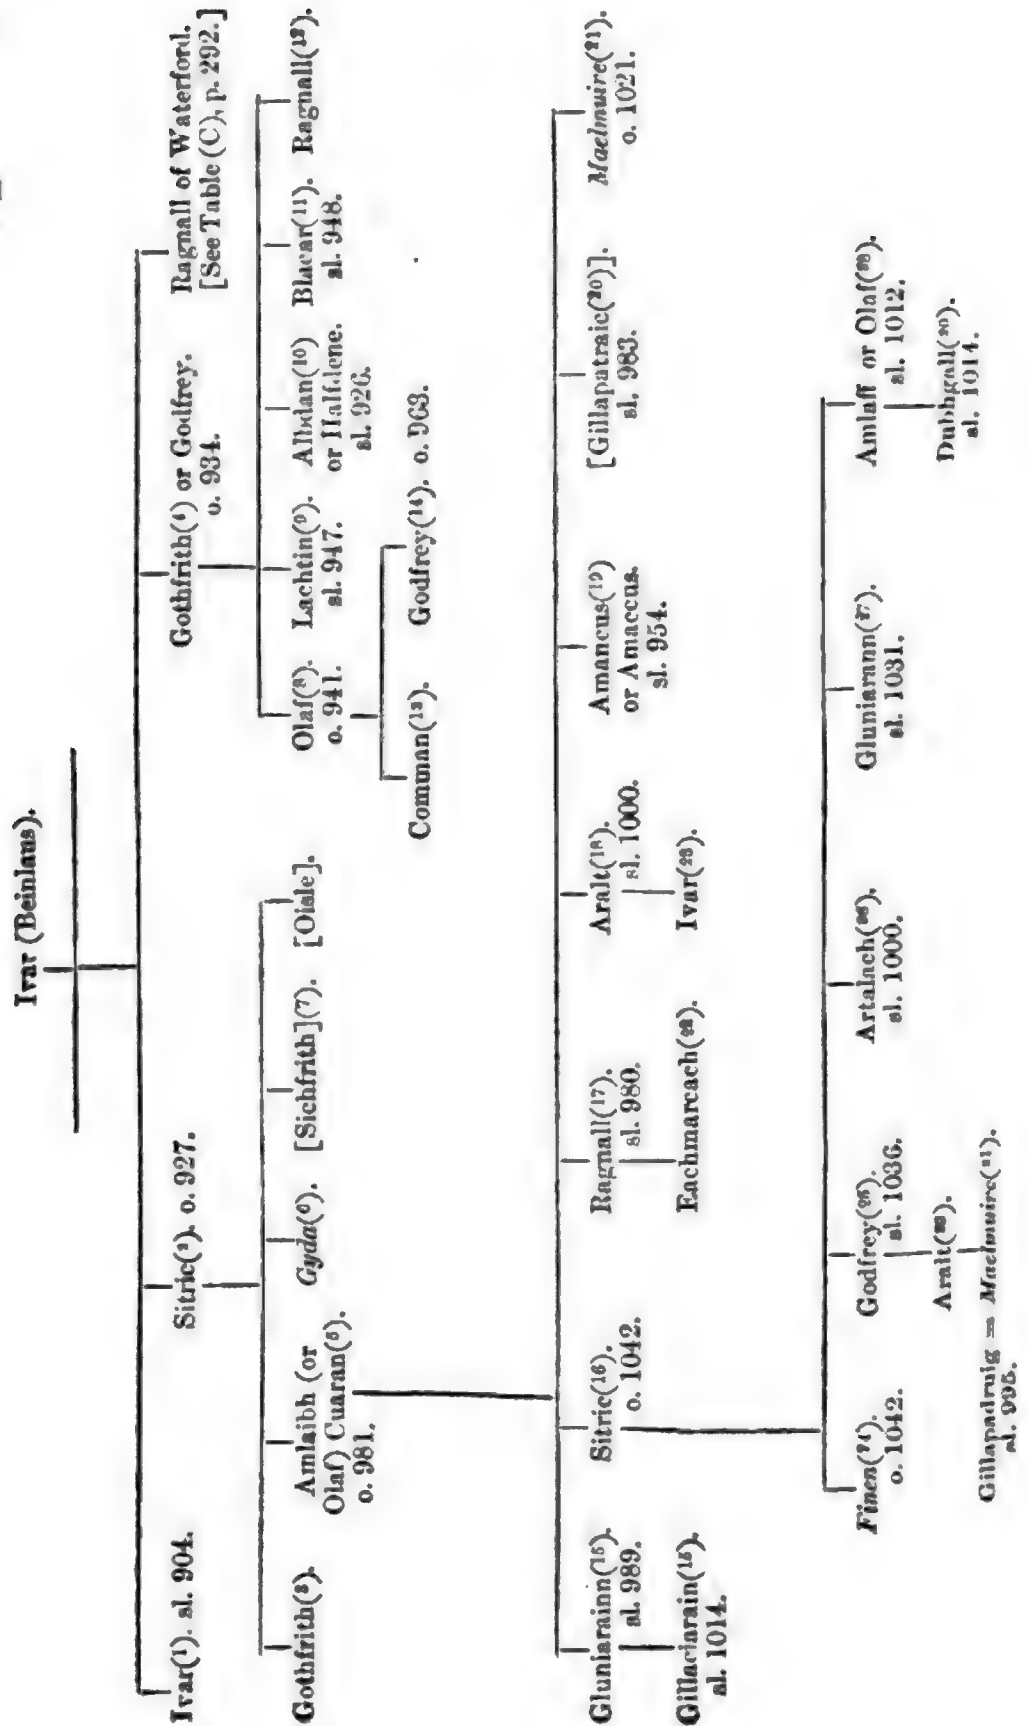 Ivar (Beinlaus).
Ivar(¹). sl. 904.
Sitric(²). o. 927.
Gothfrith(⁴) or Godfrey.
o. 934.
Ragnall of Waterford.
[See Table (C), p. 292.]
Gothfrith(³).
Amlaibh (or
Olaf) Cuaran(⁵).
o. 981.
Gyda(⁶).
[Sichfrith](⁷).
[Oisle].
Olaf(⁸).
o. 941.
Lachtin(⁹).
sl. 947.
Albdan(¹⁰)
or Halfdene.
sl. 926.
Blacar(¹¹).
sl. 948.
Ragnall(¹²).
Comman(¹³).
Godfrey(¹⁴). o. 963.
Gluniarainn(¹⁵).
sl. 989.
Sitric(¹⁶).
o. 1042.
Ragnall(¹⁷).
sl. 980.
Aralt(¹⁸).
sl. 1000.
Amancus(¹⁹)
or Amaccus.
sl. 954.
[Gillapatraic(²⁰)].
sl. 983.
Maelmuire(²¹).
o. 1021.
Gillaciarain(¹⁵).
sl. 1014.
Eachmarcach(²²).
Ivar(²³).
Finen(²⁴).
o. 1042.
Godfrey(²⁵).
sl. 1036.
Artalach(²⁶).
sl. 1000.
Gluniarann(²⁷).
sl. 1031.
Amlaff or Olaf(²⁸).
sl. 1012.
Aralt(²⁹).
Dubhgall(³⁰).
sl. 1014.
Gillapadruig = Maelmuire(³¹).
sl. 995.